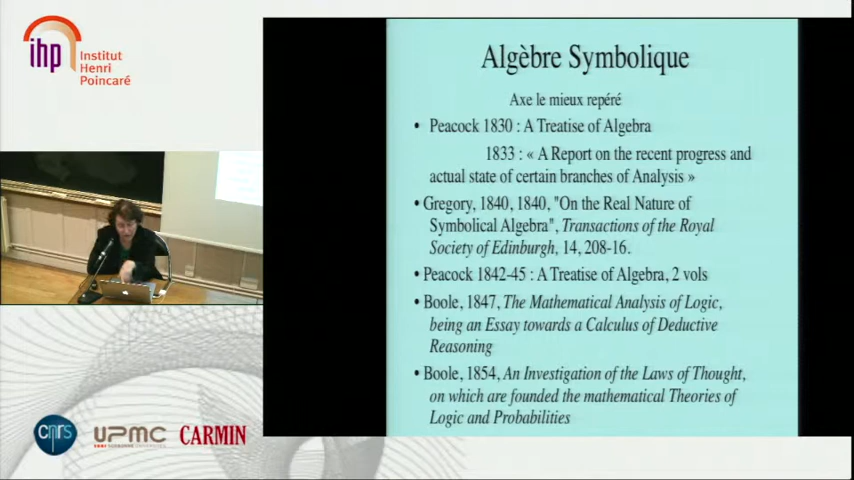 ihp
Institut
Henri
Poincaré
Algèbre Symbolique
Axe le mieux repéré
• Peacock 1830 : A Treatise of Algebra
1833 : « A Report on the recent progress and
actual state of certain branches of Analysis »
• Gregory, 1840, 1840, "On the Real Nature of
Symbolical Algebra", Transactions of the Royal
Society of Edinburgh, 14, 208-16.
• Peacock 1842-45 : A Treatise of Algebra, 2 vols
• Boole, 1847, The Mathematical Analysis of Logic,
being an Essay towards a Calculus of Deductive
Reasoning
• Boole, 1854, An Investigation of the Laws of Thought,
on which are founded the mathematical Theories of
Logic and Probabilities
cnrs
UPMC
CARMIN